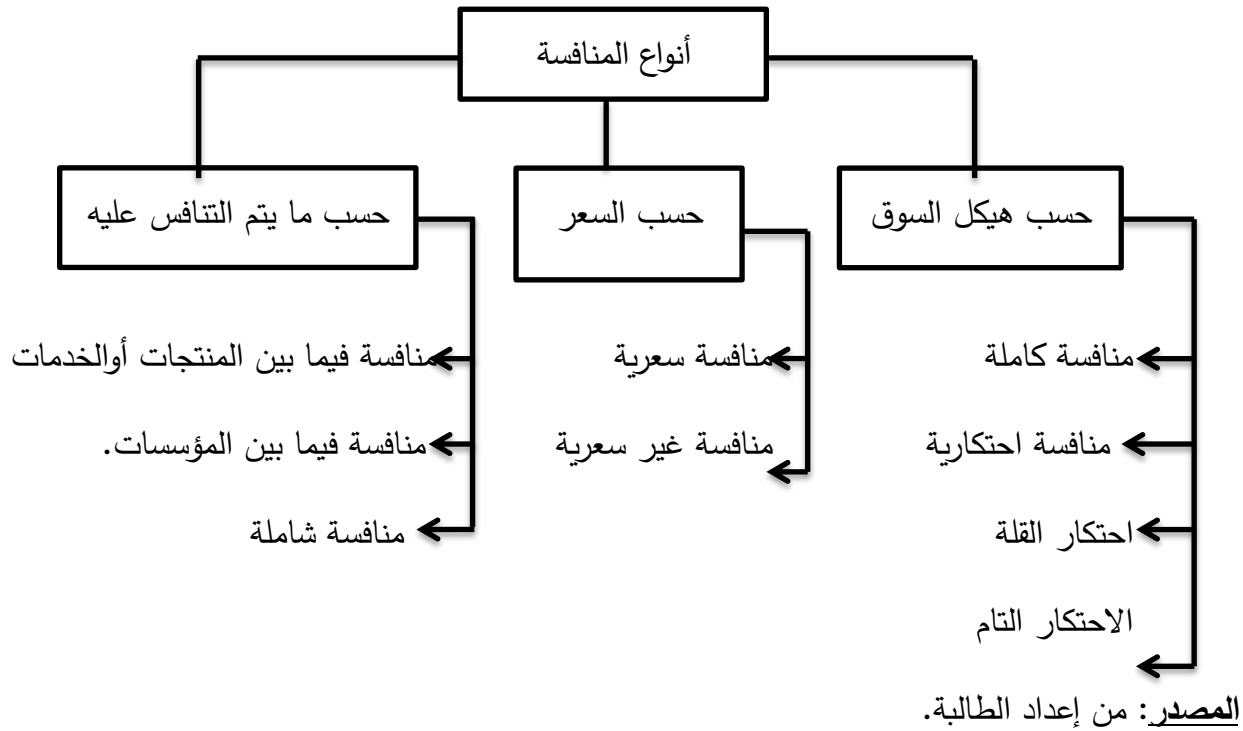 أنواع المنافسة
حسب هيكل السوق
حسب السعر
حسب ما يتم التنافس عليه
منافسة كاملة
منافسة احتكارية
احتكار القلة
الاحتكار التام
منافسة سعرية
منافسة غير سعرية
منافسة فيما بين المنتجات أوالخدمات
منافسة فيما بين المؤسسات.
منافسة شاملة
المصدر: من إعداد الطالبة.